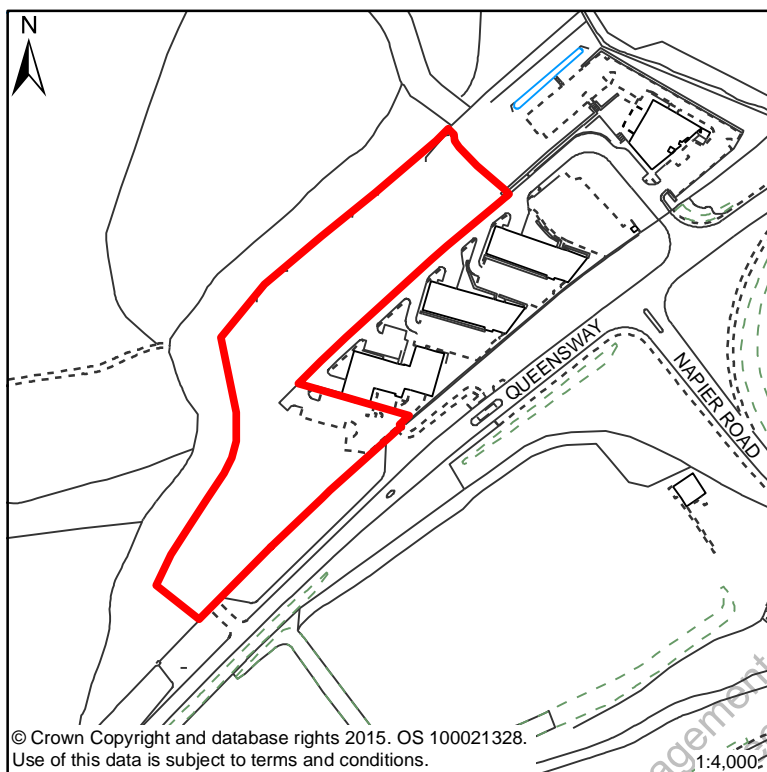 N
QUEENSWAY
NAPIER ROAD
© Crown Copyright and database rights 2015. OS 100021328.
Use of this data is subject to terms and conditions.
1:4,000